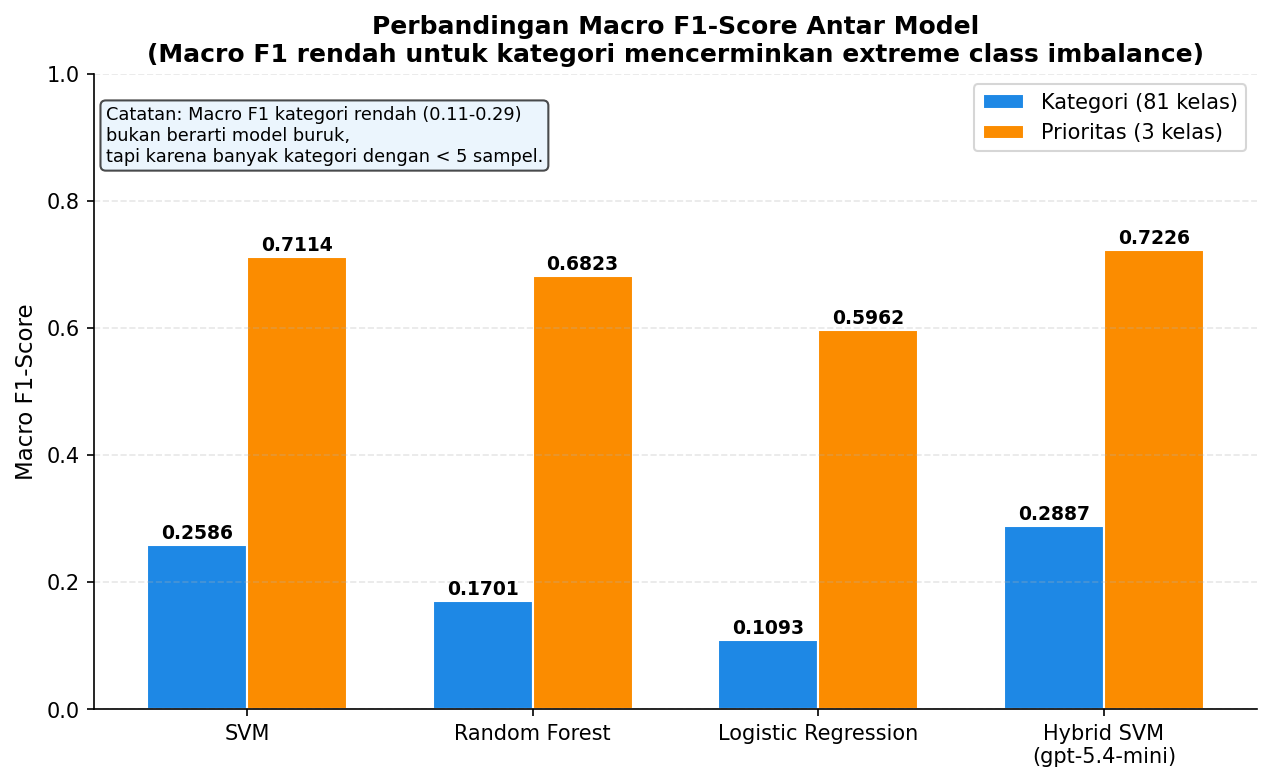 Perbandingan Macro F1-Score Antar Model
(Macro F1 rendah untuk kategori mencerminkan extreme class imbalance)
Catatan: Macro F1 kategori rendah (0.11-0.29)
bukan berarti model buruk,
tapi karena banyak kategori dengan < 5 sampel.
Kategori (81 kelas)
Prioritas (3 kelas)
Macro F1-Score
1.0
0.8
0.6
0.4
0.2
0.0
0.2586
0.7114
0.1701
0.6823
0.1093
0.5962
0.2887
0.7226
SVM
Random Forest
Logistic Regression
Hybrid SVM
(gpt-5.4-mini)